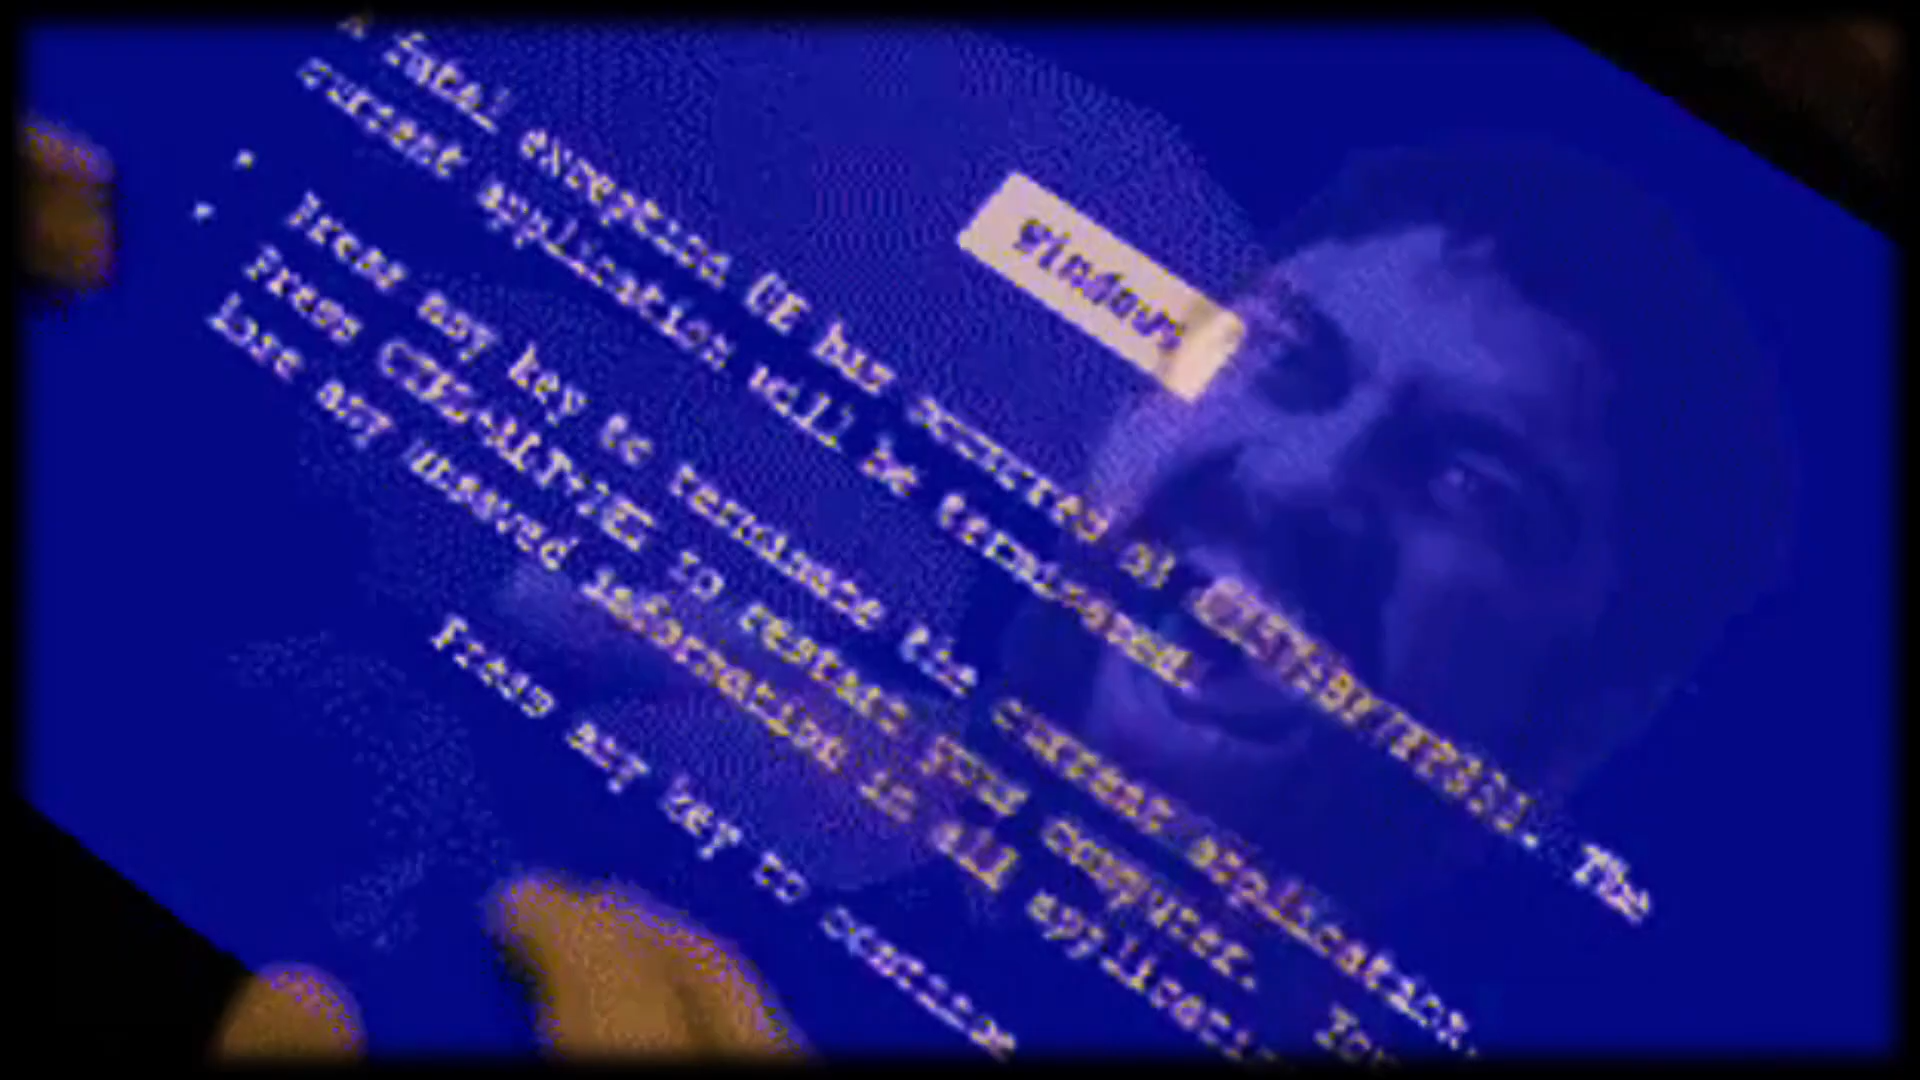 Windows
A fatal exception 0E has occurred at The
current application will be terminated.
* Press any key to terminate the current application.
* Press CTRL+ALT+DEL to restart your computer. You
lose any unsaved information in all
Press any key to continue